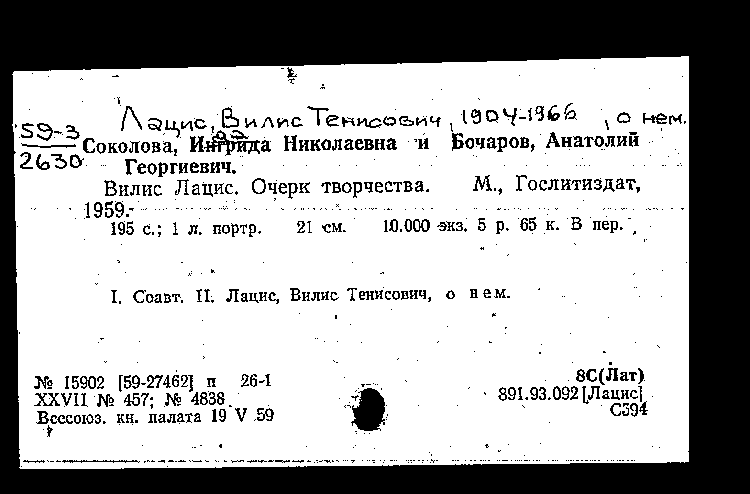 Лацис, Вилис Тенисович, 1904-1966, о нем.
59-3
2630
Соколова, Ингрида Николаевна и Бочаров, Анатолий
Георгиевич.
Вилис Лацис. Очерк творчества. М., Гослитиздат,
1959.
195 с.; 1 л. портр. 21 см. 10.000 экз. 5 р. 65 к. В пер.
I. Соавт. II. Лацис, Вилис Тенисович, о нем.
№ 15902 [59-27462] п 26-1
XXVII № 457; № 4838
Всесоюз. кн. палата 19 V 59
8С(Лат)
891.93.092[Лацис]
С594